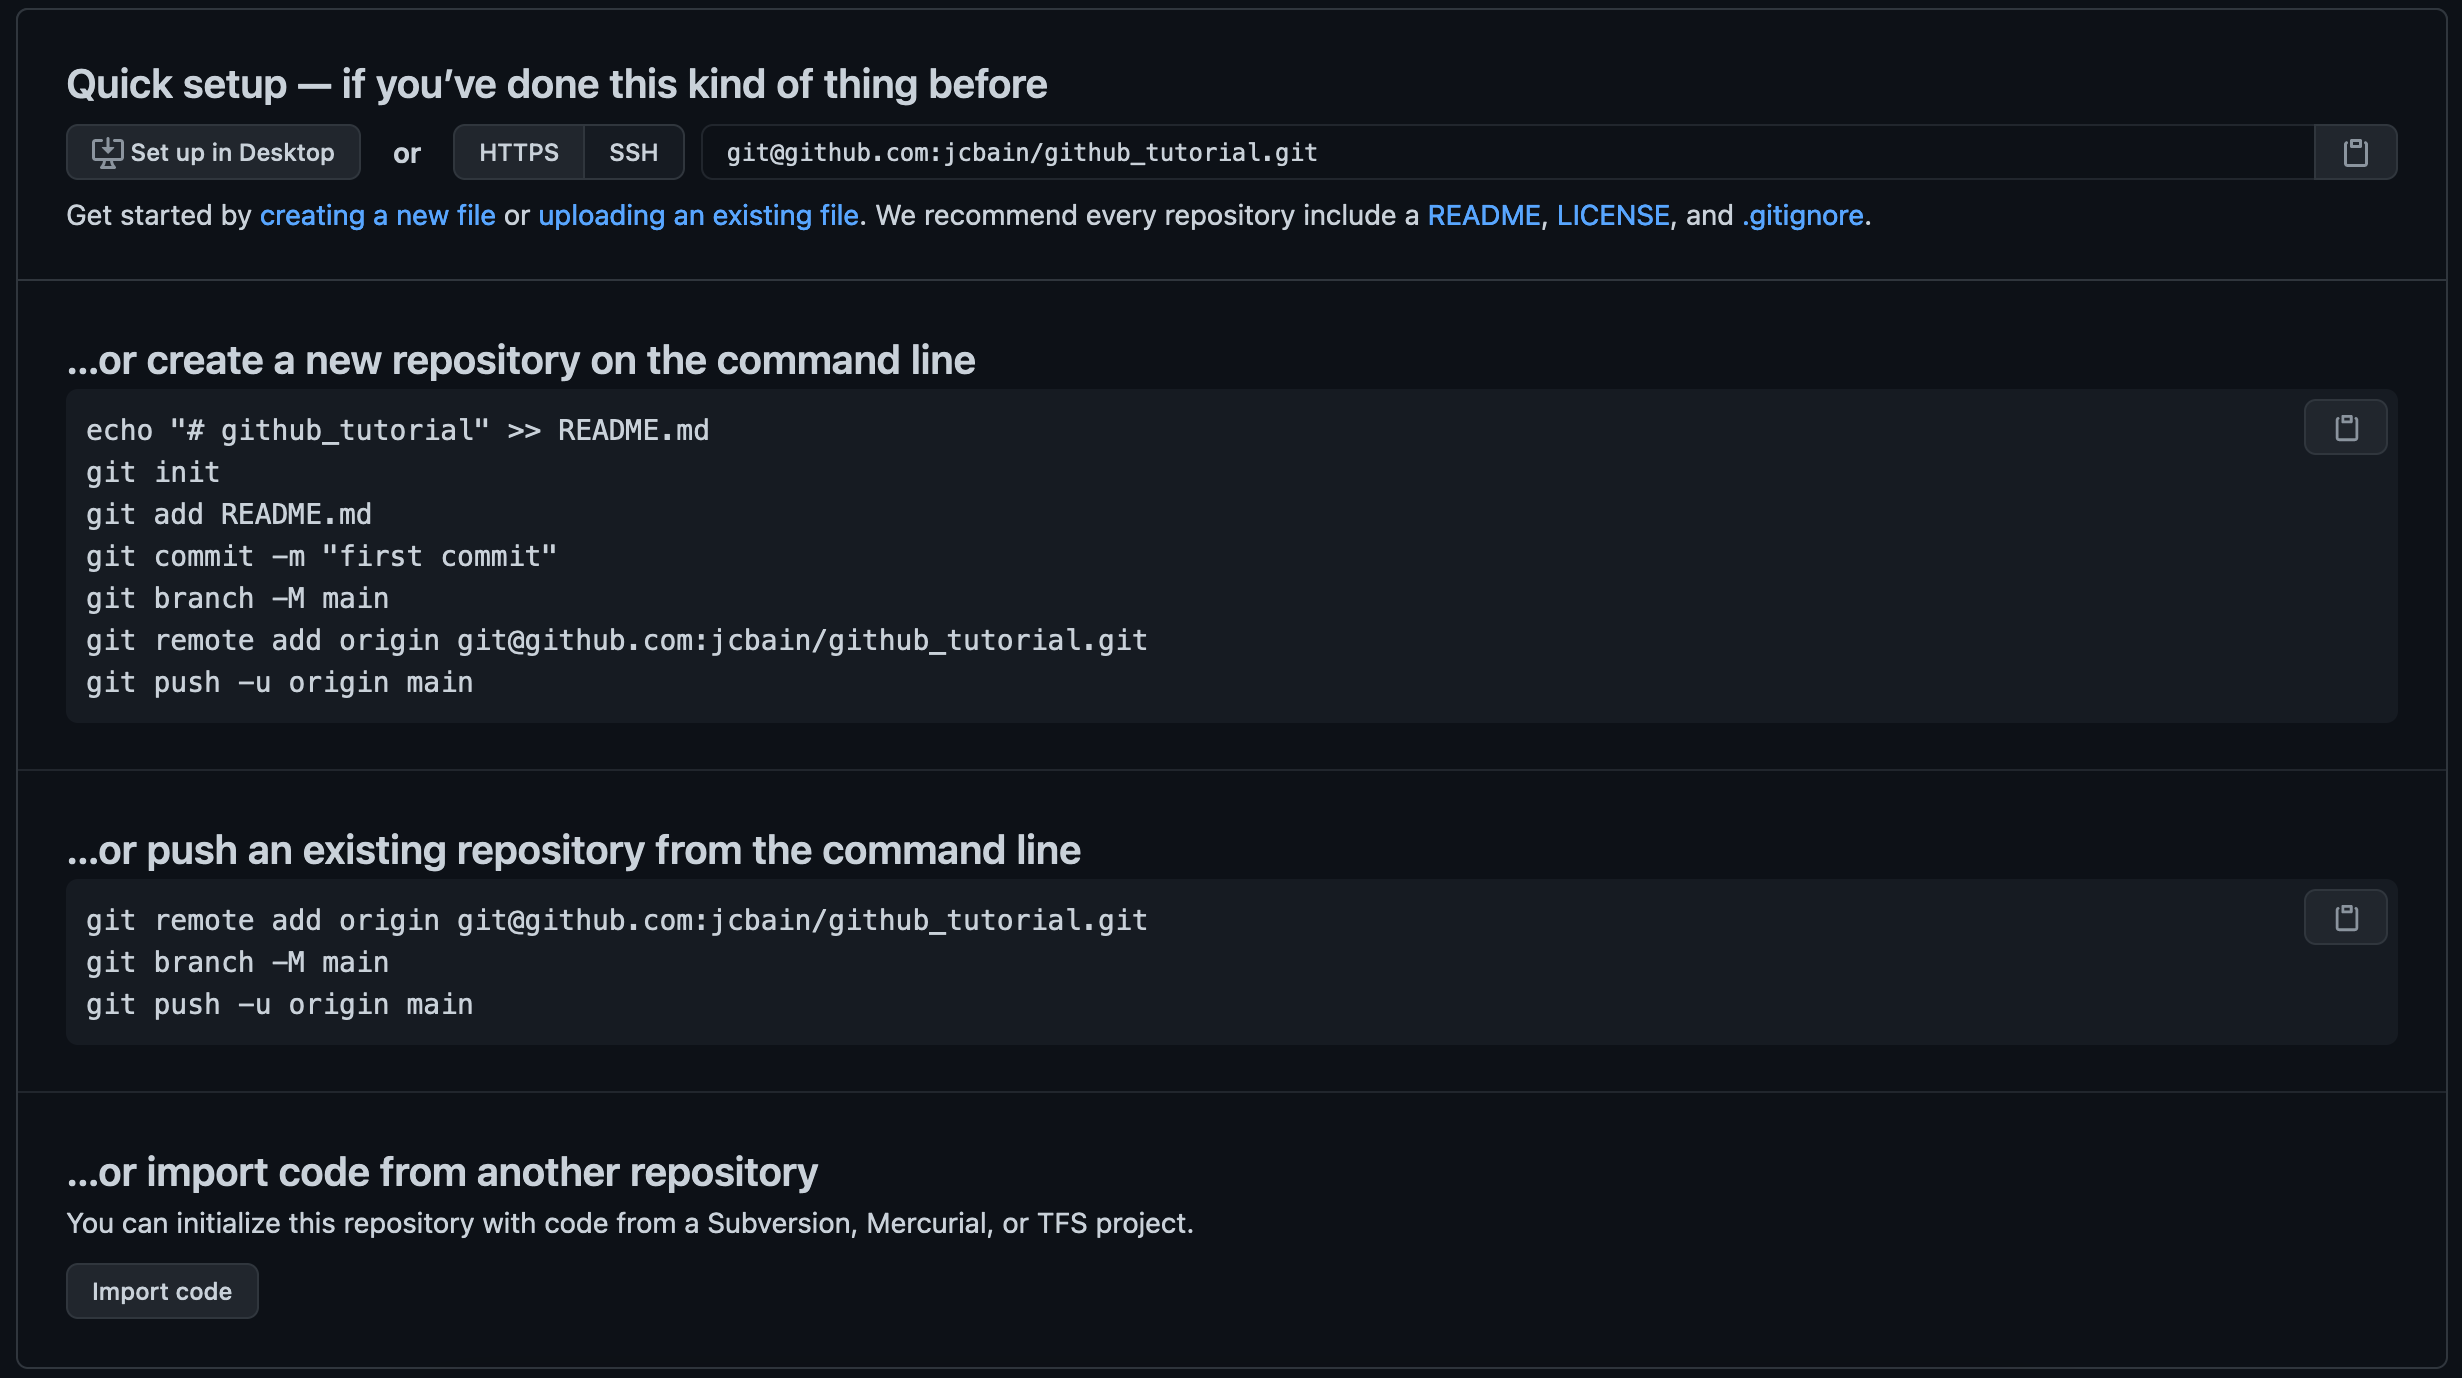 Quick setup — if you’ve done this kind of thing before
Set up in Desktop or HTTPS SSH git@github.com:jcbain/github_tutorial.git
Get started by creating a new file or uploading an existing file. We recommend every repository include a README, LICENSE, and .gitignore.
…or create a new repository on the command line
echo "# github_tutorial" >> README.md
git init
git add README.md
git commit -m "first commit"
git branch -M main
git remote add origin git@github.com:jcbain/github_tutorial.git
git push -u origin main
…or push an existing repository from the command line
git remote add origin git@github.com:jcbain/github_tutorial.git
git branch -M main
git push -u origin main
…or import code from another repository
You can initialize this repository with code from a Subversion, Mercurial, or TFS project.
Import code